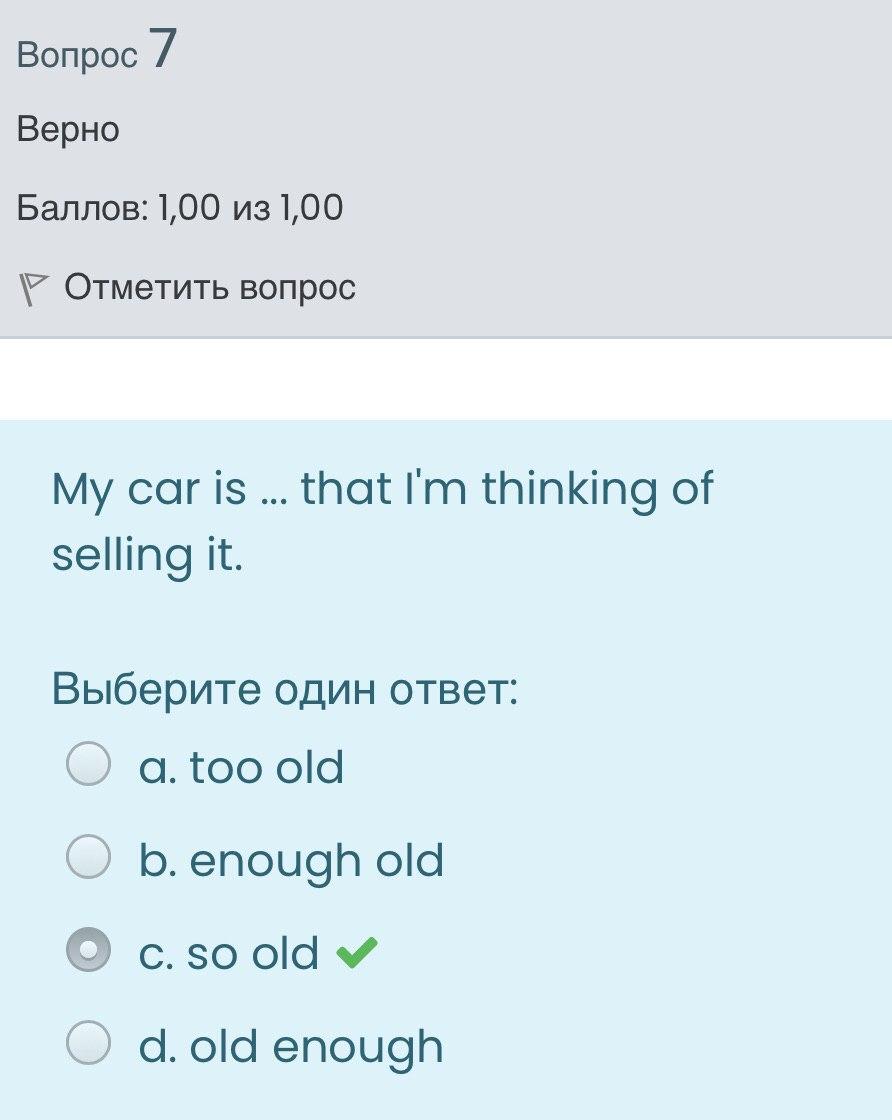 Вопрос 7
Верно
Баллов: 1,00 из 1,00
Отметить вопрос
My car is ... that I'm thinking of
selling it.
Выберите один ответ:
a. too old
b. enough old
c. so old
d. old enough